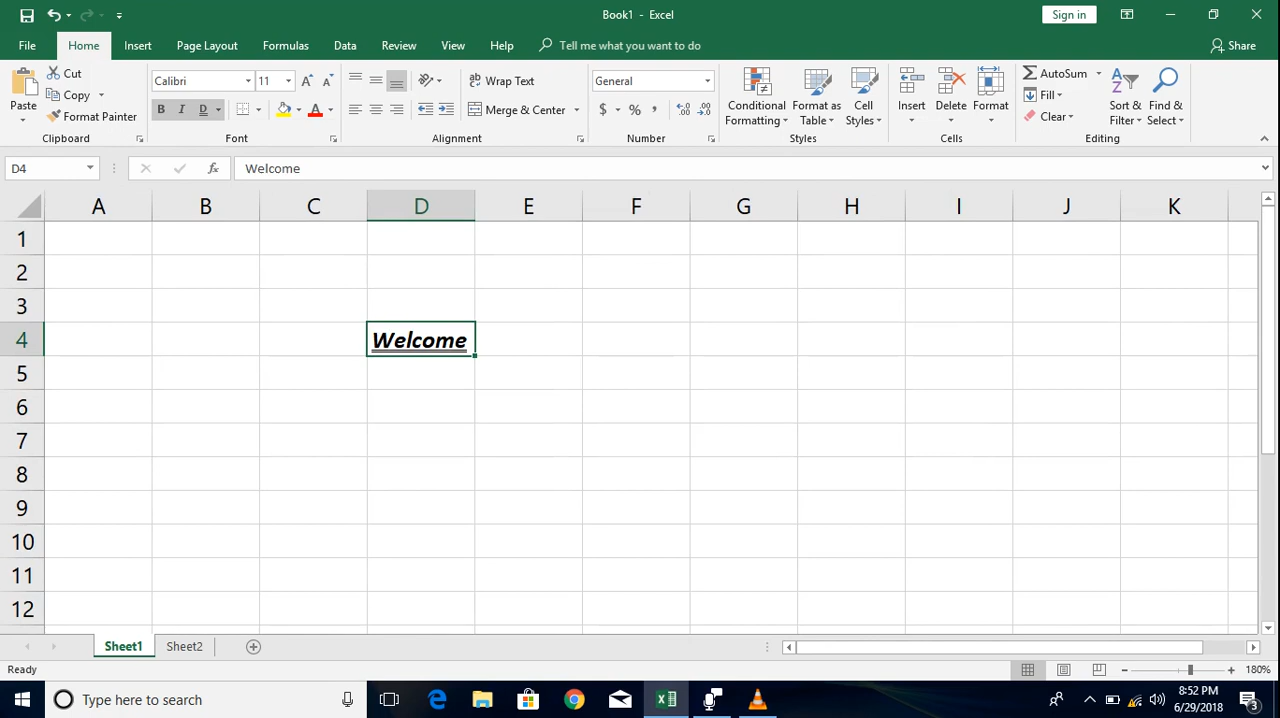 Book1 - Excel
Sign in
File Home Insert Page Layout Formulas Data Review View Help Tell me what you want to do Share
Paste
Cut
Copy
Format Painter
Clipboard
Calibri 11
B I D
A
Font
ab Wrap Text
Merge & Center
Alignment
General
$ % ,
Number
Conditional Formatting
Format as Table
Cell Styles
Styles
Insert
Delete
Format
Cells
AutoSum
Fill
Clear
Sort & Filter
Find & Select
Editing
D4 fx Welcome
A B C D E F G H I J K
1
2
3
4 Welcome
5
6
7
8
9
10
11
12
Sheet1 Sheet2
Ready 180%
Type here to search
8:52 PM
6/29/2018
3